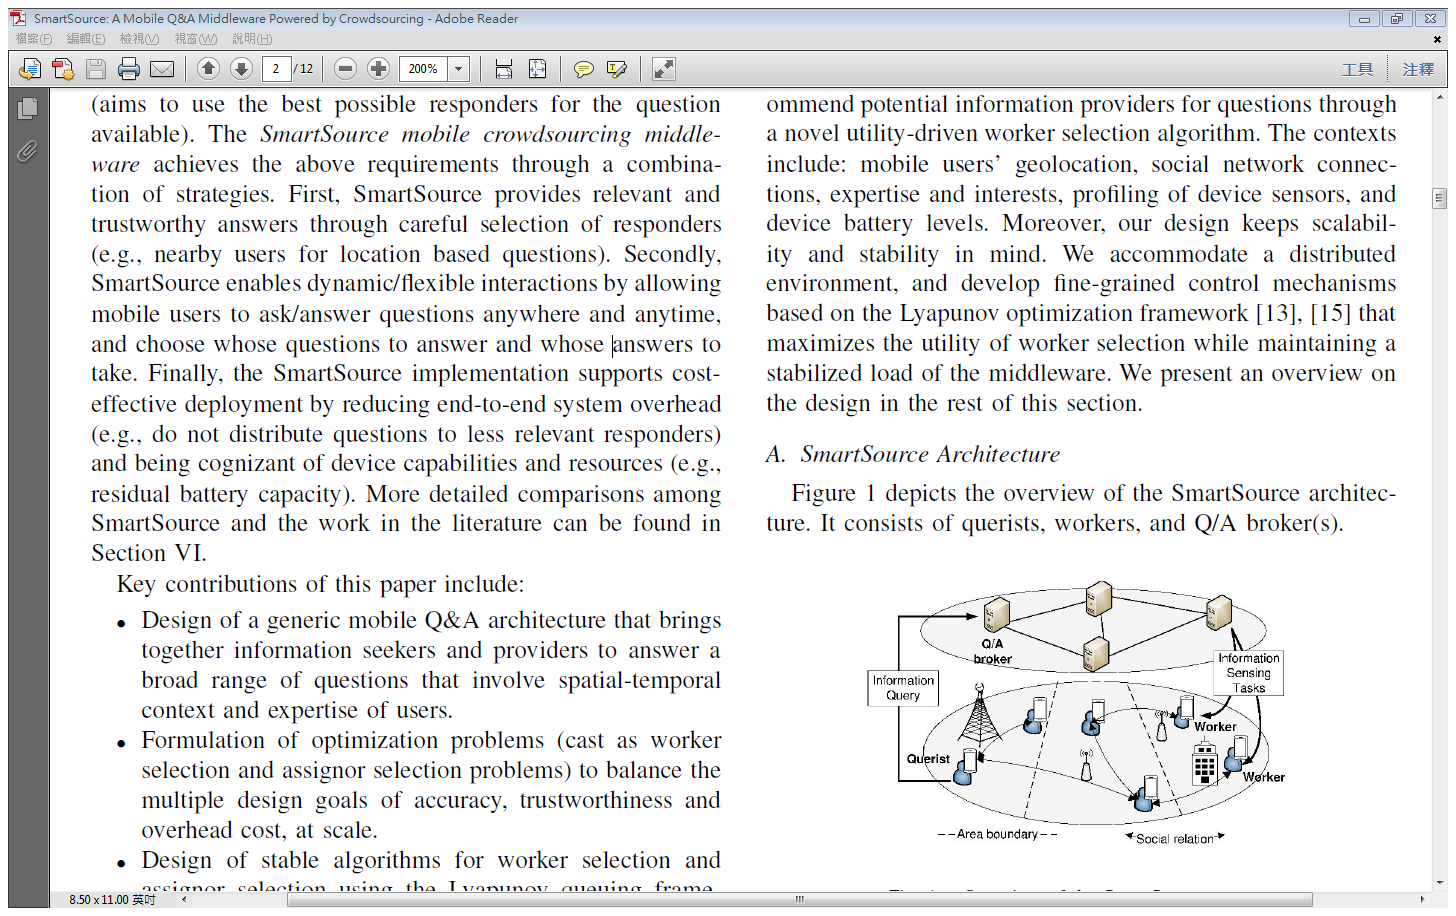 SmartSource: A Mobile Q&A Middleware Powered by Crowdsourcing - Adobe Reader
檔案(F) 編輯(E) 檢視(V) 視窗(W) 說明(H)
2 / 12 200% 工具 注釋
(aims to use the best possible responders for the question
available). The SmartSource mobile crowdsourcing middle-
ware achieves the above requirements through a combina-
tion of strategies. First, SmartSource provides relevant and
trustworthy answers through careful selection of responders
(e.g., nearby users for location based questions). Secondly,
SmartSource enables dynamic/flexible interactions by allowing
mobile users to ask/answer questions anywhere and anytime,
and choose whose questions to answer and whose answers to
take. Finally, the SmartSource implementation supports cost-
effective deployment by reducing end-to-end system overhead
(e.g., do not distribute questions to less relevant responders)
and being cognizant of device capabilities and resources (e.g.,
residual battery capacity). More detailed comparisons among
SmartSource and the work in the literature can be found in
Section VI.
Key contributions of this paper include:
• Design of a generic mobile Q&A architecture that brings
together information seekers and providers to answer a
broad range of questions that involve spatial-temporal
context and expertise of users.
• Formulation of optimization problems (cast as worker
selection and assignor selection problems) to balance the
multiple design goals of accuracy, trustworthiness and
overhead cost, at scale.
• Design of stable algorithms for worker selection and
assignor selection using the Lyapunov queuing frame-
ommend potential information providers for questions through
a novel utility-driven worker selection algorithm. The contexts
include: mobile users' geolocation, social network connec-
tions, expertise and interests, profiling of device sensors, and
device battery levels. Moreover, our design keeps scalabil-
ity and stability in mind. We accommodate a distributed
environment, and develop fine-grained control mechanisms
based on the Lyapunov optimization framework [13], [15] that
maximizes the utility of worker selection while maintaining a
stabilized load of the middleware. We present an overview on
the design in the rest of this section.
A. SmartSource Architecture
Figure 1 depicts the overview of the SmartSource architec-
ture. It consists of querists, workers, and Q/A broker(s).
Q/A
broker
Information
Query
Information
Sensing
Tasks
Querist
Worker
Worker
Area boundary
Social relation
8.50 x 11.00 英吋